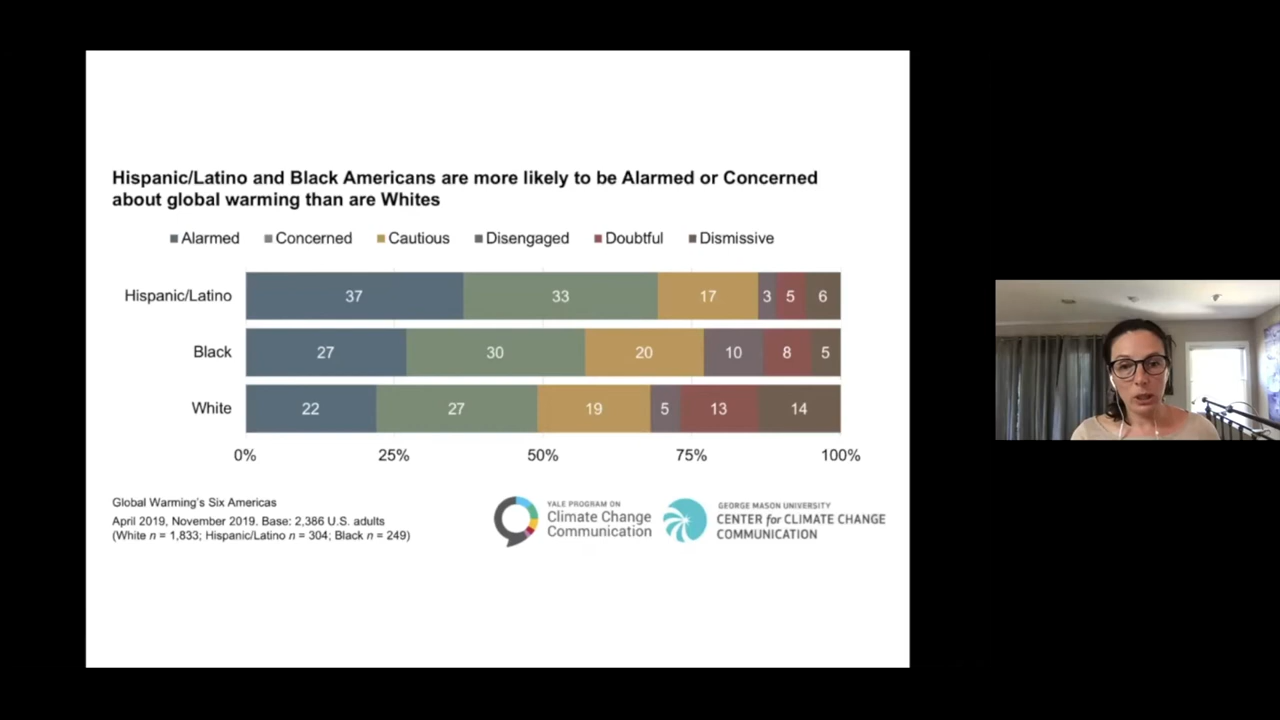 Hispanic/Latino and Black Americans are more likely to be Alarmed or Concerned
about global warming than are Whites
Alarmed Concerned Cautious Disengaged Doubtful Dismissive
Hispanic/Latino 37 33 17 3 5 6
Black 27 30 20 10 8 5
White 22 27 19 5 13 14
0% 25% 50% 75% 100%
Global Warming's Six Americas
April 2019, November 2019. Base: 2,386 U.S. adults
(White n = 1,833; Hispanic/Latino n = 304; Black n = 249)
YALE PROGRAM ON
Climate Change
Communication
GEORGE MASON UNIVERSITY
CENTER for CLIMATE CHANGE
COMMUNICATION